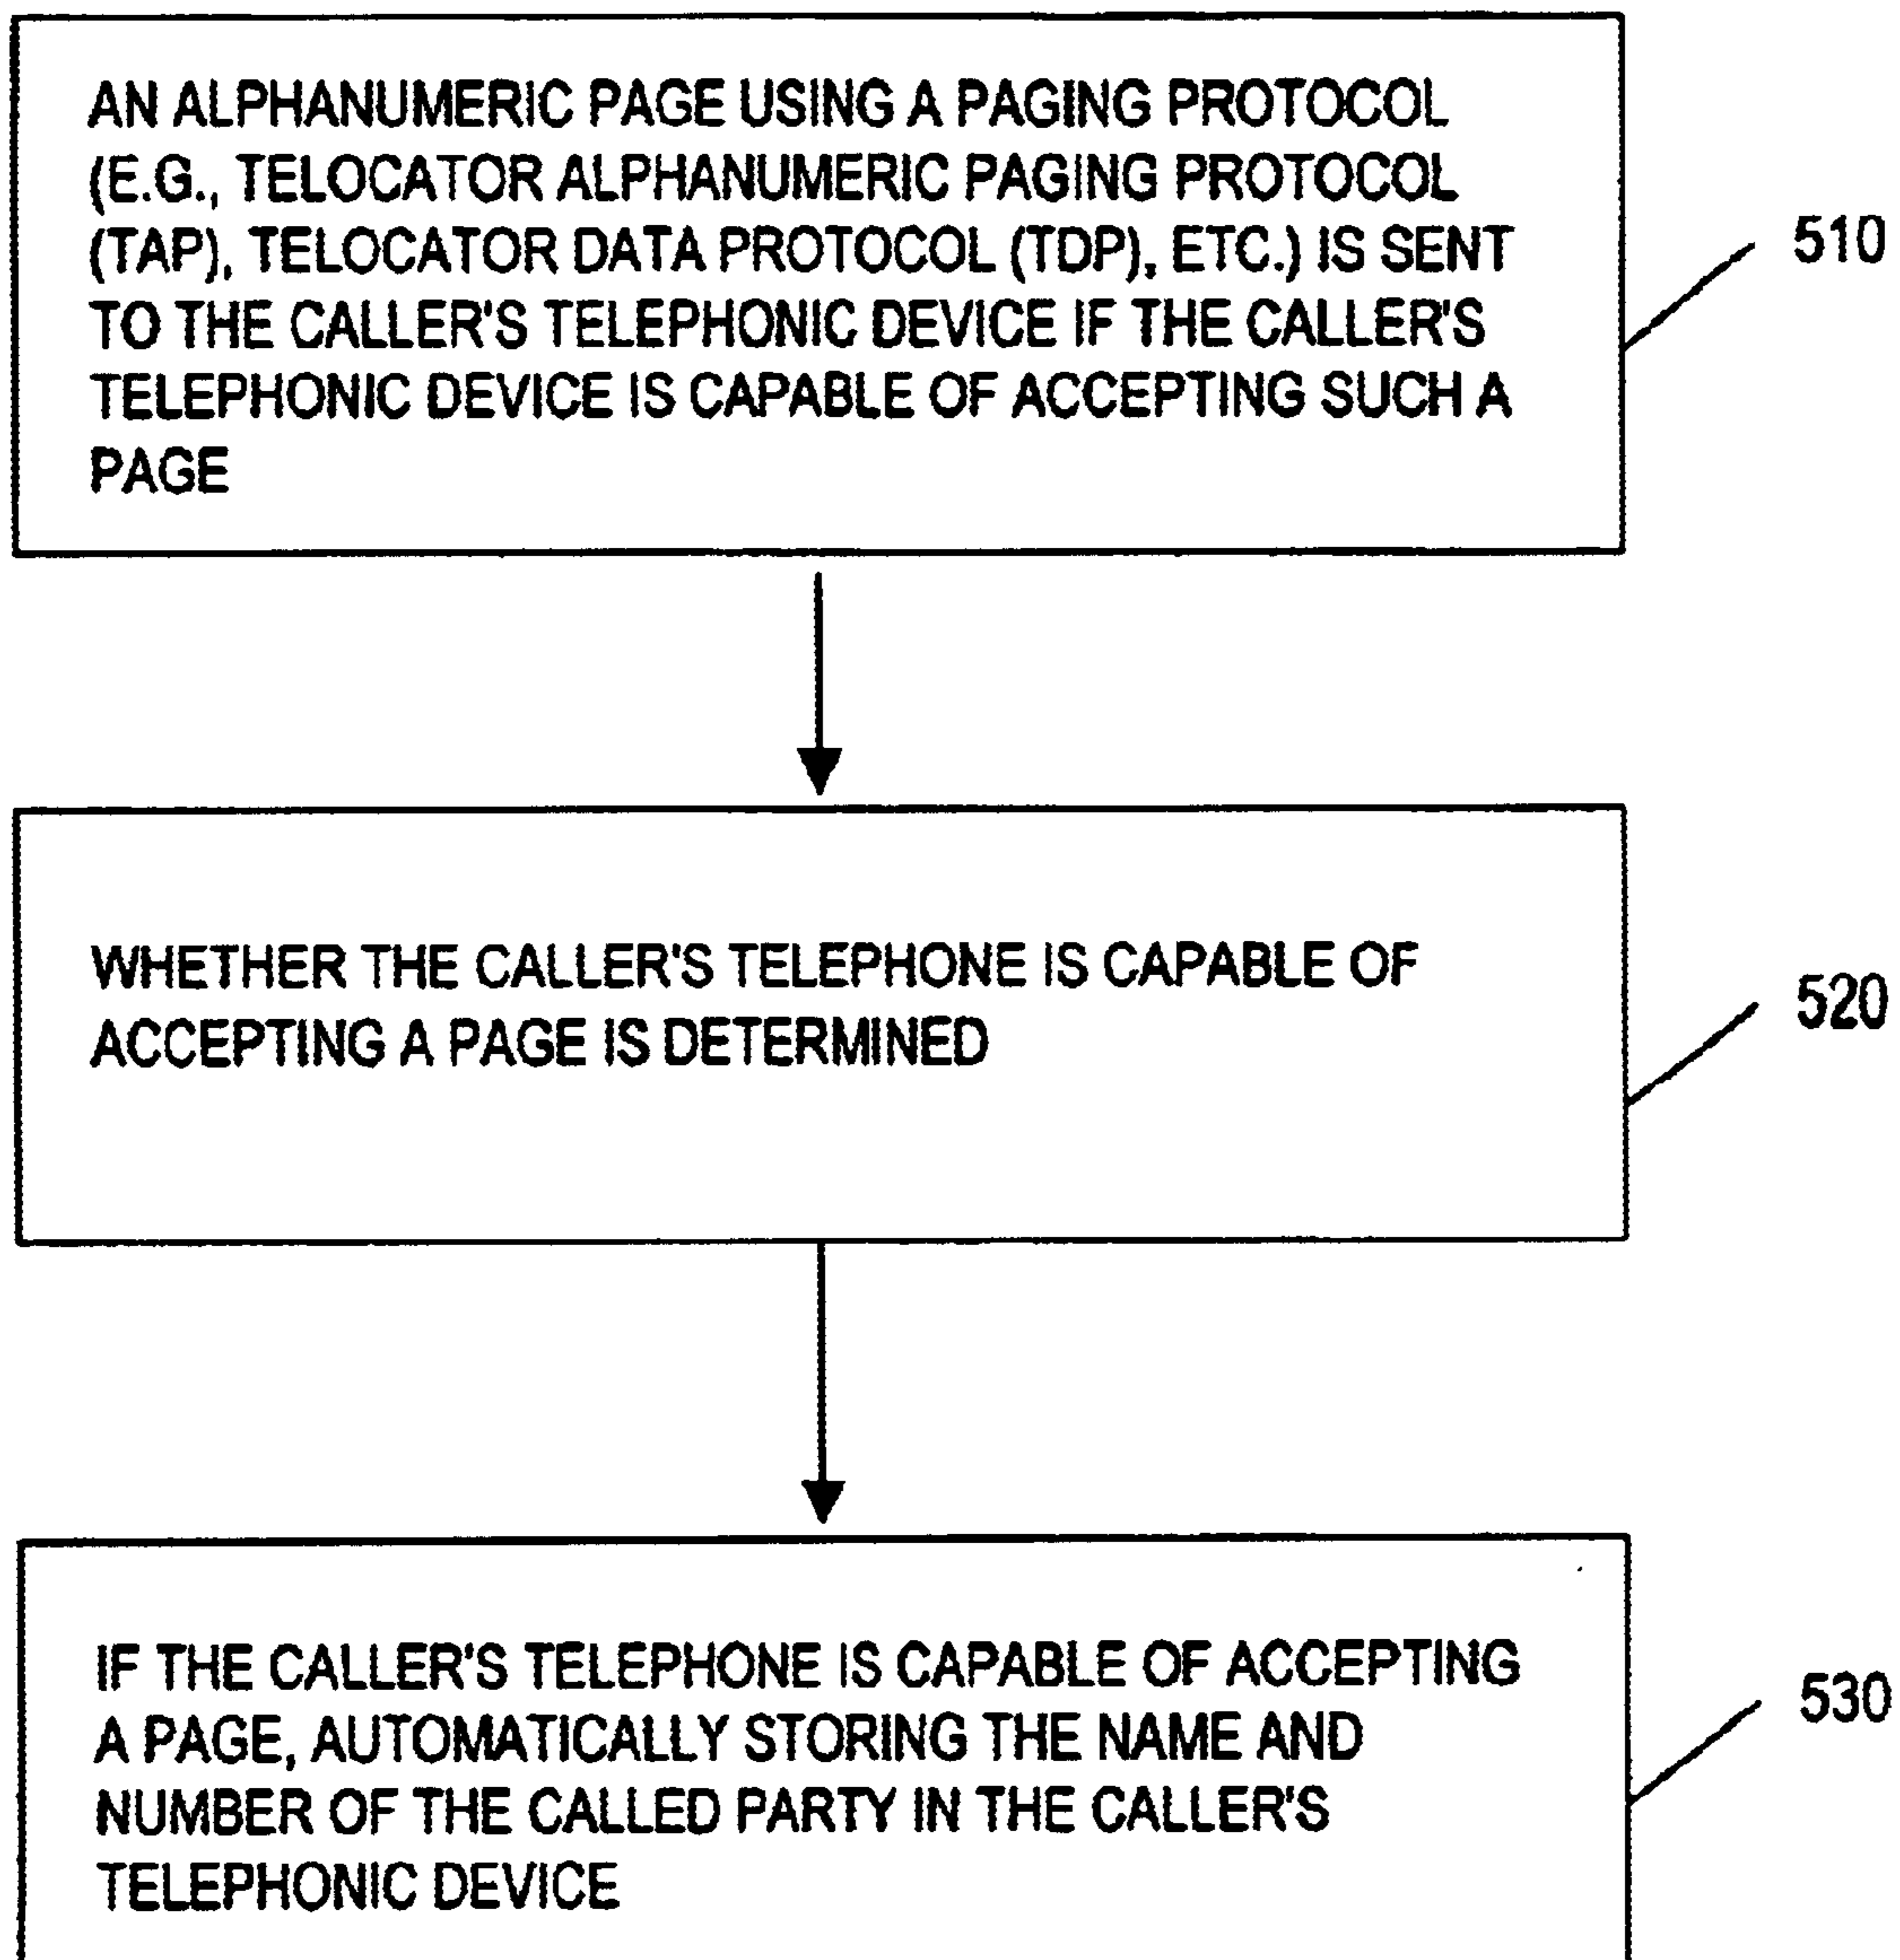 AN ALPHANUMERIC PAGE USING A PAGING PROTOCOL
(E.G., TELOCATOR ALPHANUMERIC PAGING PROTOCOL
(TAP), TELOCATOR DATA PROTOCOL (TDP), ETC.) IS SENT
TO THE CALLER'S TELEPHONIC DEVICE IF THE CALLER'S
TELEPHONIC DEVICE IS CAPABLE OF ACCEPTING SUCH A
PAGE
510
WHETHER THE CALLER'S TELEPHONE IS CAPABLE OF
ACCEPTING A PAGE IS DETERMINED
520
IF THE CALLER'S TELEPHONE IS CAPABLE OF ACCEPTING
A PAGE, AUTOMATICALLY STORING THE NAME AND
NUMBER OF THE CALLED PARTY IN THE CALLER'S
TELEPHONIC DEVICE
530